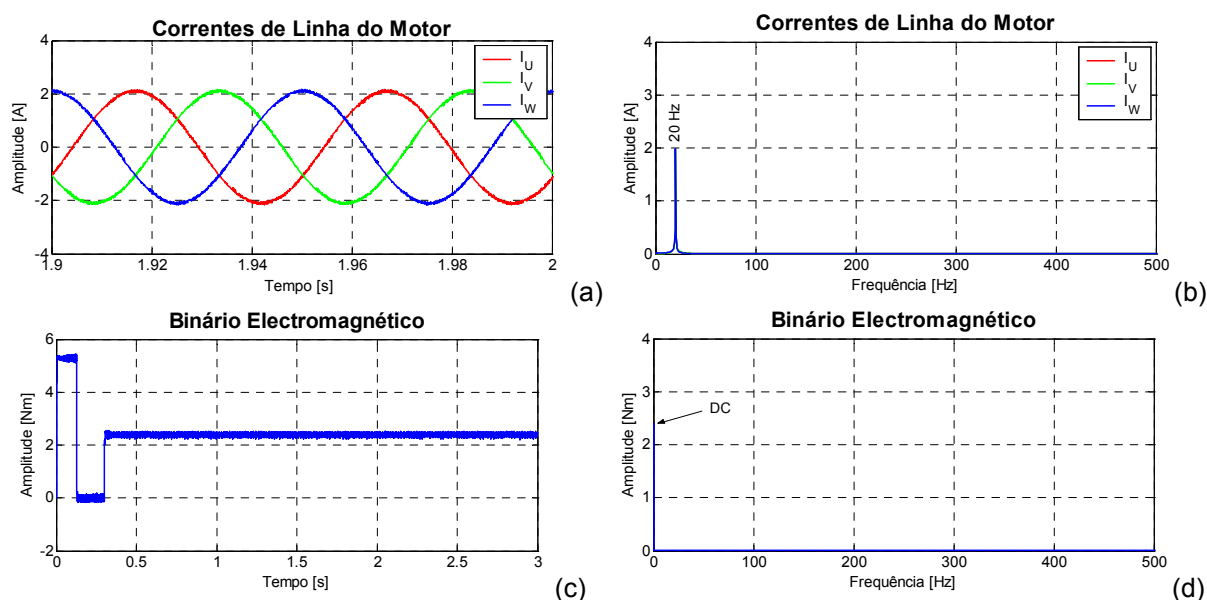 Correntes de Linha do Motor
4
2
0
-2
-4
Amplitude [A]
I_U
I_V
I_W
1.9 1.92 1.94 1.96 1.98 2
Tempo [s]
(a)
Correntes de Linha do Motor
4
3
2
1
0
Amplitude [A]
20 Hz
I_U
I_V
I_W
0 100 200 300 400 500
Frequência [Hz]
(b)
Binário Electromagnético
6
4
2
0
-2
Amplitude [Nm]
0 0.5 1 1.5 2 2.5 3
Tempo [s]
(c)
Binário Electromagnético
4
3
2
1
0
Amplitude [Nm]
DC
0 100 200 300 400 500
Frequência [Hz]
(d)